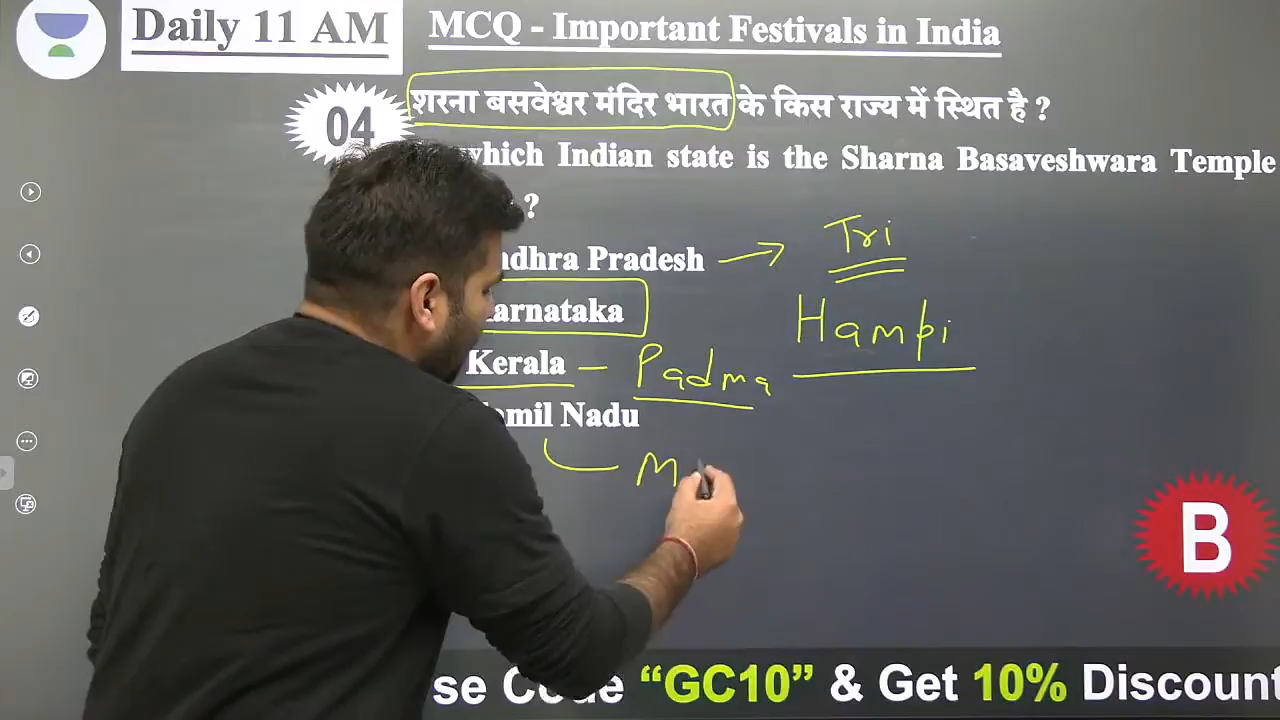 Daily 11 AM
MCQ - Important Festivals in India
04
शरना बसवेश्वर मंदिर भारत के किस राज्य में स्थित है ?
which Indian state is the Sharna Basaveshwara Temple
?
ndhra Pradesh → Tri
arnataka
Hampi
Kerala – Padma
amil Nadu
M
B
se Code “GC10” & Get 10% Discount